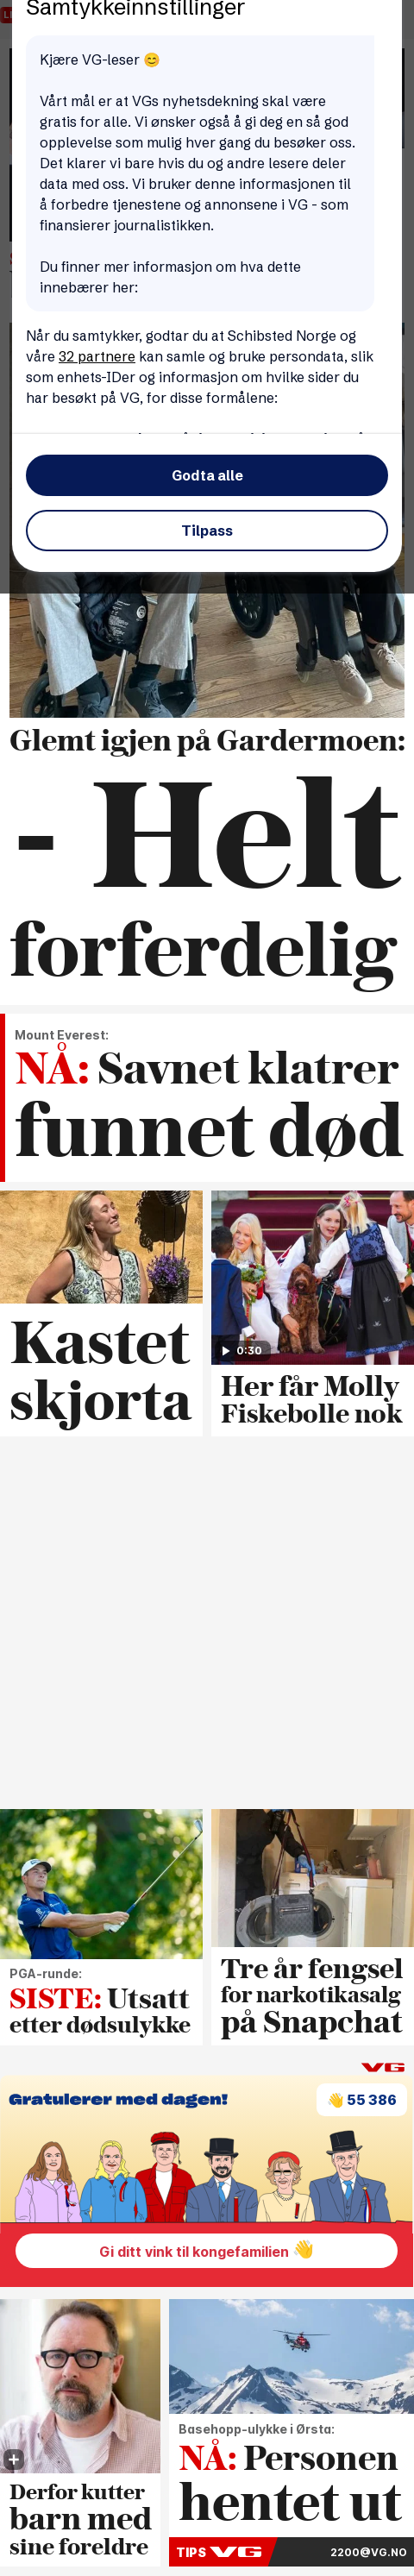 Samtykkeinnstillinger
Kjære VG-leser 😊
Vårt mål er at VGs nyhetsdekning skal være
gratis for alle. Vi ønsker også å gi deg en så god
opplevelse som mulig hver gang du besøker oss.
Det klarer vi bare hvis du og andre lesere deler
data med oss. Vi bruker denne informasjonen til
å forbedre tjenestene og annonsene i VG - som
finansierer journalistikken.
Du finner mer informasjon om hva dette
innebærer her:
Når du samtykker, godtar du at Schibsted Norge og
våre 32 partnere kan samle og bruke persondata, slik
som enhets-IDer og informasjon om hvilke sider du
har besøkt på VG, for disse formålene:
Godta alle
Tilpass
Glemt igjen på Gardermoen:
- Helt
forferdelig
Mount Everest:
NÅ: Savnet klatrer
funnet død
Kastet
skjorta
0:30
Her får Molly
Fiskebolle nok
PGA-runde:
SISTE: Utsatt
etter dødsulykke
Tre år fengsel
for narkotikasalg
på Snapchat
VG
Gratulerer med dagen!
👋 55 386
Gi ditt vink til kongefamilien 👋
Derfor kutter
barn med
sine foreldre
Basehopp-ulykke i Ørsta:
NÅ: Personen
hentet ut
TIPS VG
2200@VG.NO